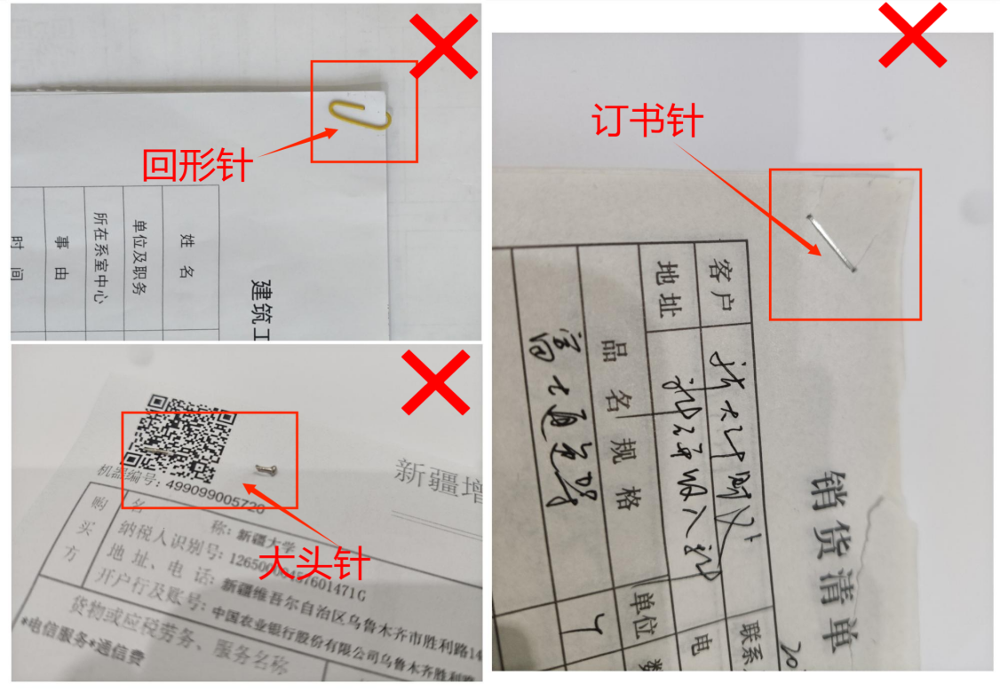 回形针
姓 名
单位及职务
所在系室中心
事 由
时 间
建筑工
订书针
客户
地址
品名规格
单位
电
联系
销货清单
20
新疆增
机器编号: 499099005720
大头针
购买方
名 称: 新疆大学
纳税人识别号:
地 址、电 话: 新疆维吾尔自治区乌鲁木齐市胜利路14
开户行及账号: 中国农业银行股份有限公司乌鲁木齐胜利路
货物或应税劳务、服务名称
*电信服务*通信费